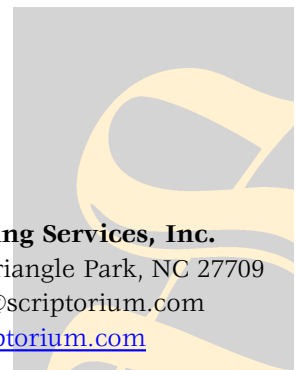 ng Services, Inc.
riangle Park, NC 27709
@scriptorium.com
ptorium.com